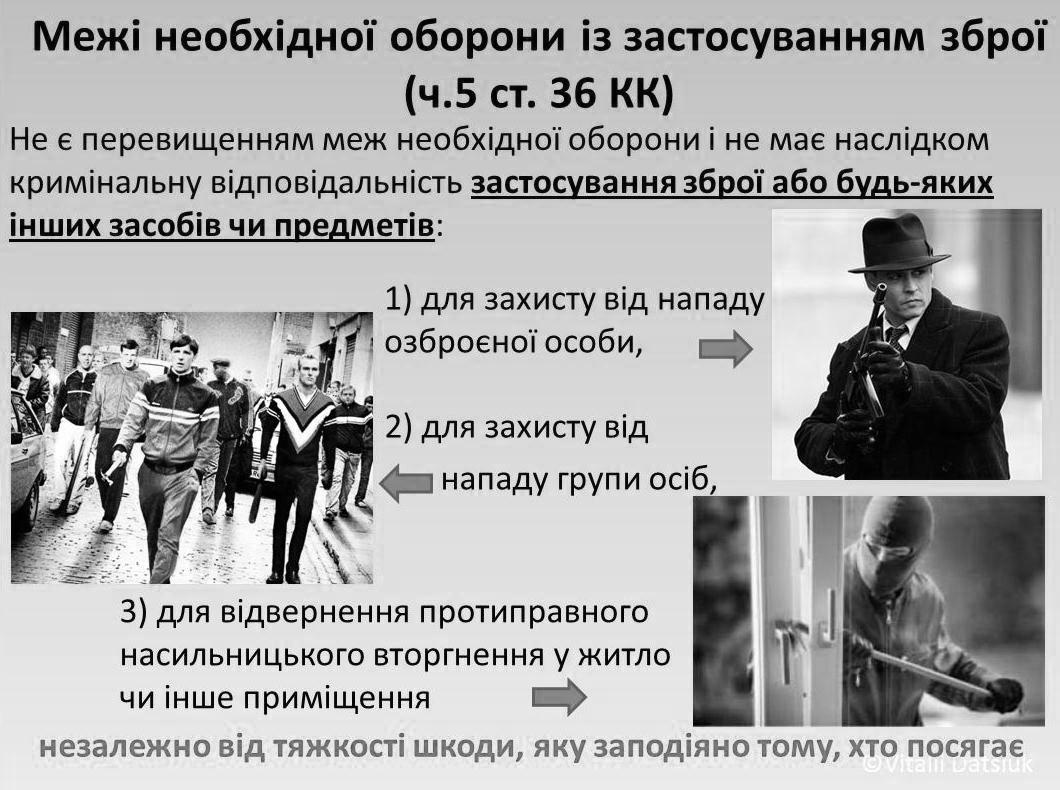 Межі необхідної оборони із застосуванням зброї
(ч.5 ст. 36 КК)
Не є перевищенням меж необхідної оборони і не має наслідком
кримінальну відповідальність застосування зброї або будь-яких
інших засобів чи предметів:
1) для захисту від нападу
озброєної особи,
2) для захисту від
нападу групи осіб,
3) для відвернення протиправного
насильницького вторгнення у житло
чи інше приміщення
незалежно від тяжкості шкоди, яку заподіяно тому, хто посягає
©Vitalii Datsiuk